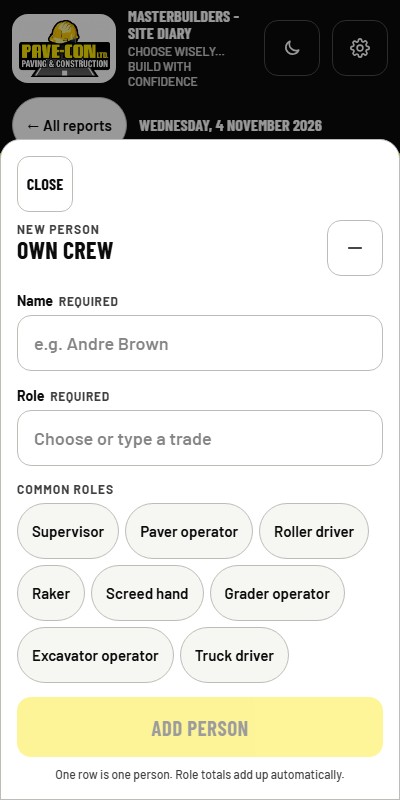 PAVE-CON LTD.
PAVING & CONSTRUCTION
MASTERBUILDERS -
SITE DIARY
CHOOSE WISELY...
BUILD WITH
CONFIDENCE
← All reports
WEDNESDAY, 4 NOVEMBER 2026
CLOSE
NEW PERSON
OWN CREW
Name REQUIRED
e.g. Andre Brown
Role REQUIRED
Choose or type a trade
COMMON ROLES
Supervisor Paver operator Roller driver
Raker Screed hand Grader operator
Excavator operator Truck driver
ADD PERSON
One row is one person. Role totals add up automatically.